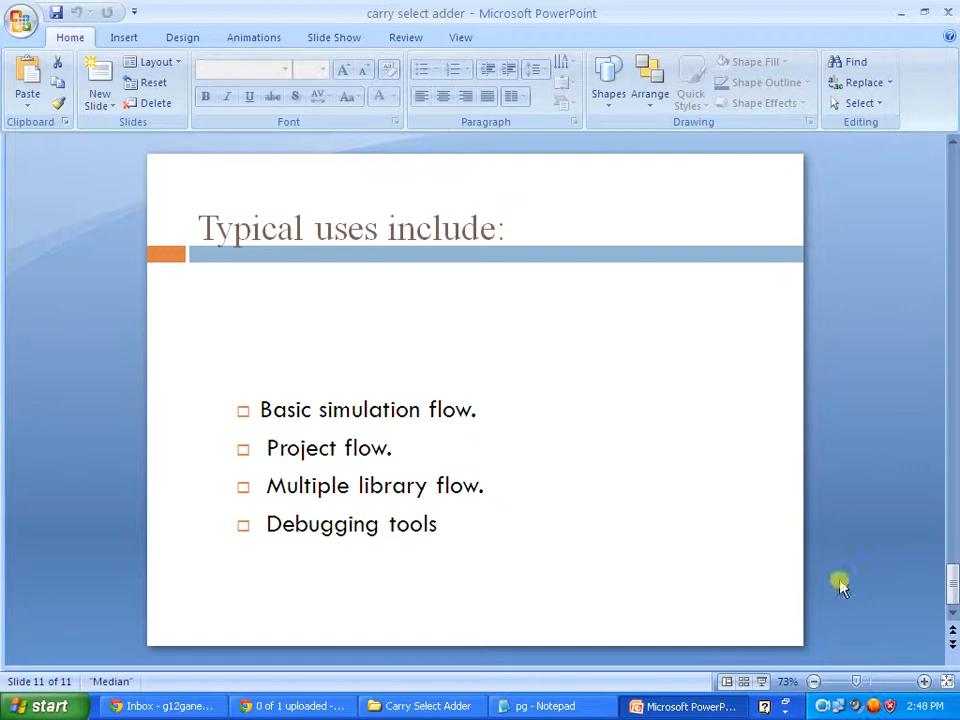 carry select adder - Microsoft PowerPoint
Home Insert Design Animations Slide Show Review View
Paste
New Slide
Layout
Reset
Delete
B I U abc S AV Aa A
Shapes Arrange Quick Styles
Shape Fill
Shape Outline
Shape Effects
Find
Replace
Select
Clipboard Slides Font Paragraph Drawing Editing
Typical uses include:
Basic simulation flow.
Project flow.
Multiple library flow.
Debugging tools
Slide 11 of 11 "Median" 73%
start Inbox - g12gane... 0 of 1 uploaded -... Carry Select Adder pg - Notepad Microsoft PowerP... 2:48 PM